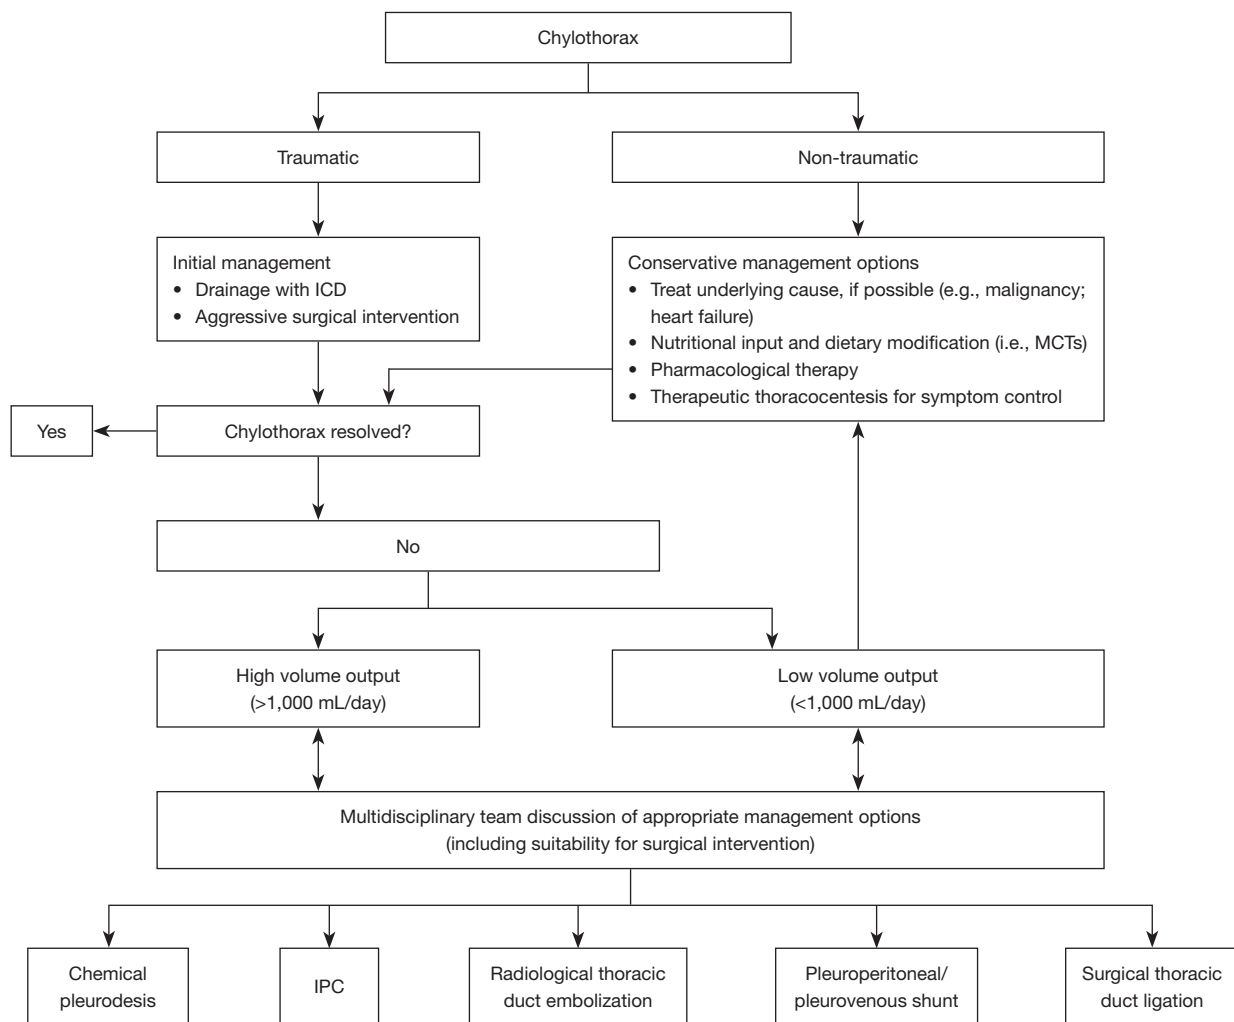 Chylothorax
Traumatic
Non-traumatic
Initial management
• Drainage with ICD
• Aggressive surgical intervention
Conservative management options
• Treat underlying cause, if possible (e.g., malignancy;
heart failure)
• Nutritional input and dietary modification (i.e., MCTs)
• Pharmacological therapy
• Therapeutic thoracocentesis for symptom control
Yes
Chylothorax resolved?
No
High volume output
(>1,000 mL/day)
Low volume output
(<1,000 mL/day)
Multidisciplinary team discussion of appropriate management options
(including suitability for surgical intervention)
Chemical
pleurodesis
IPC
Radiological thoracic
duct embolization
Pleuroperitoneal/
pleurovenous shunt
Surgical thoracic
duct ligation